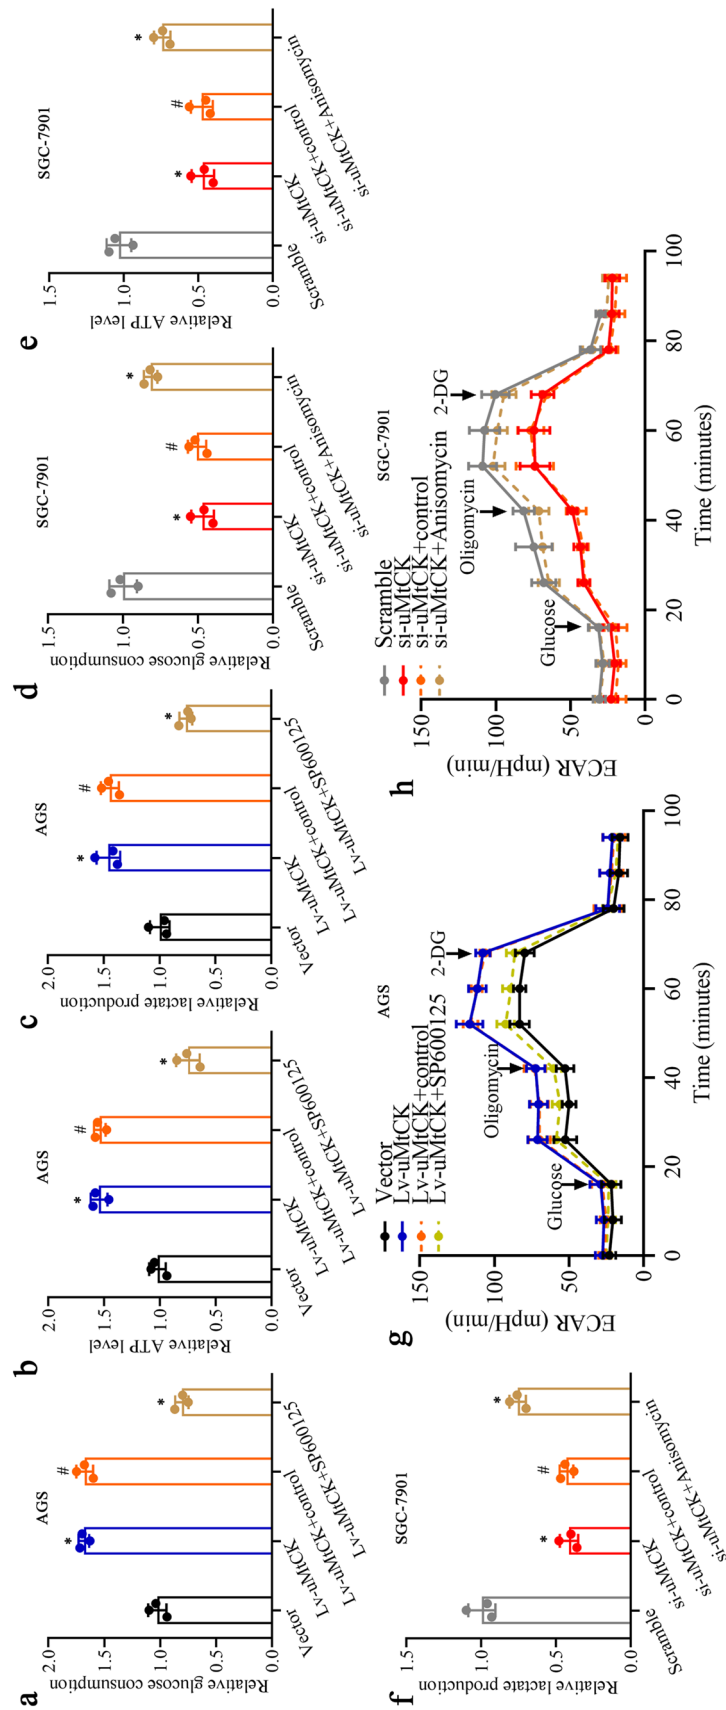 a
AGS
Relative glucose consumption
2.0
1.5
1.0
0.5
0.0
*
#
*
Vector
Lv-uMtCK
Lv-uMtCK+control
Lv-uMtCK+SP600125
b
AGS
Relative ATP level
2.0
1.5
1.0
0.5
0.0
*
#
*
Vector
Lv-uMtCK
Lv-uMtCK+control
Lv-uMtCK+SP600125
c
AGS
Relative lactate production
2.0
1.5
1.0
0.5
0.0
*
#
*
Vector
Lv-uMtCK
Lv-uMtCK+control
Lv-uMtCK+SP600125
d
SGC-7901
Relative glucose consumption
1.5
1.0
0.5
0.0
*
#
*
Scramble
si-uMtCK
si-uMtCK+control
si-uMtCK+Anisomycin
e
SGC-7901
Relative ATP level
1.5
1.0
0.5
0.0
*
#
*
Scramble
si-uMtCK
si-uMtCK+control
si-uMtCK+Anisomycin
f
SGC-7901
Relative lactate production
1.5
1.0
0.5
0.0
*
#
*
Scramble
si-uMtCK
si-uMtCK+control
si-uMtCK+Anisomycin
g
AGS
Vector
Lv-uMtCK
Lv-uMtCK+control
Lv-uMtCK+SP600125
ECAR (mpH/min)
150
100
50
0
Glucose
Oligomycin
2-DG
0 20 40 60 80 100
Time (minutes)
h
SGC-7901
Scramble
si-uMtCK
si-uMtCK+control
si-uMtCK+Anisomycin
ECAR (mpH/min)
150
100
50
0
Glucose
Oligomycin
2-DG
0 20 40 60 80 100
Time (minutes)